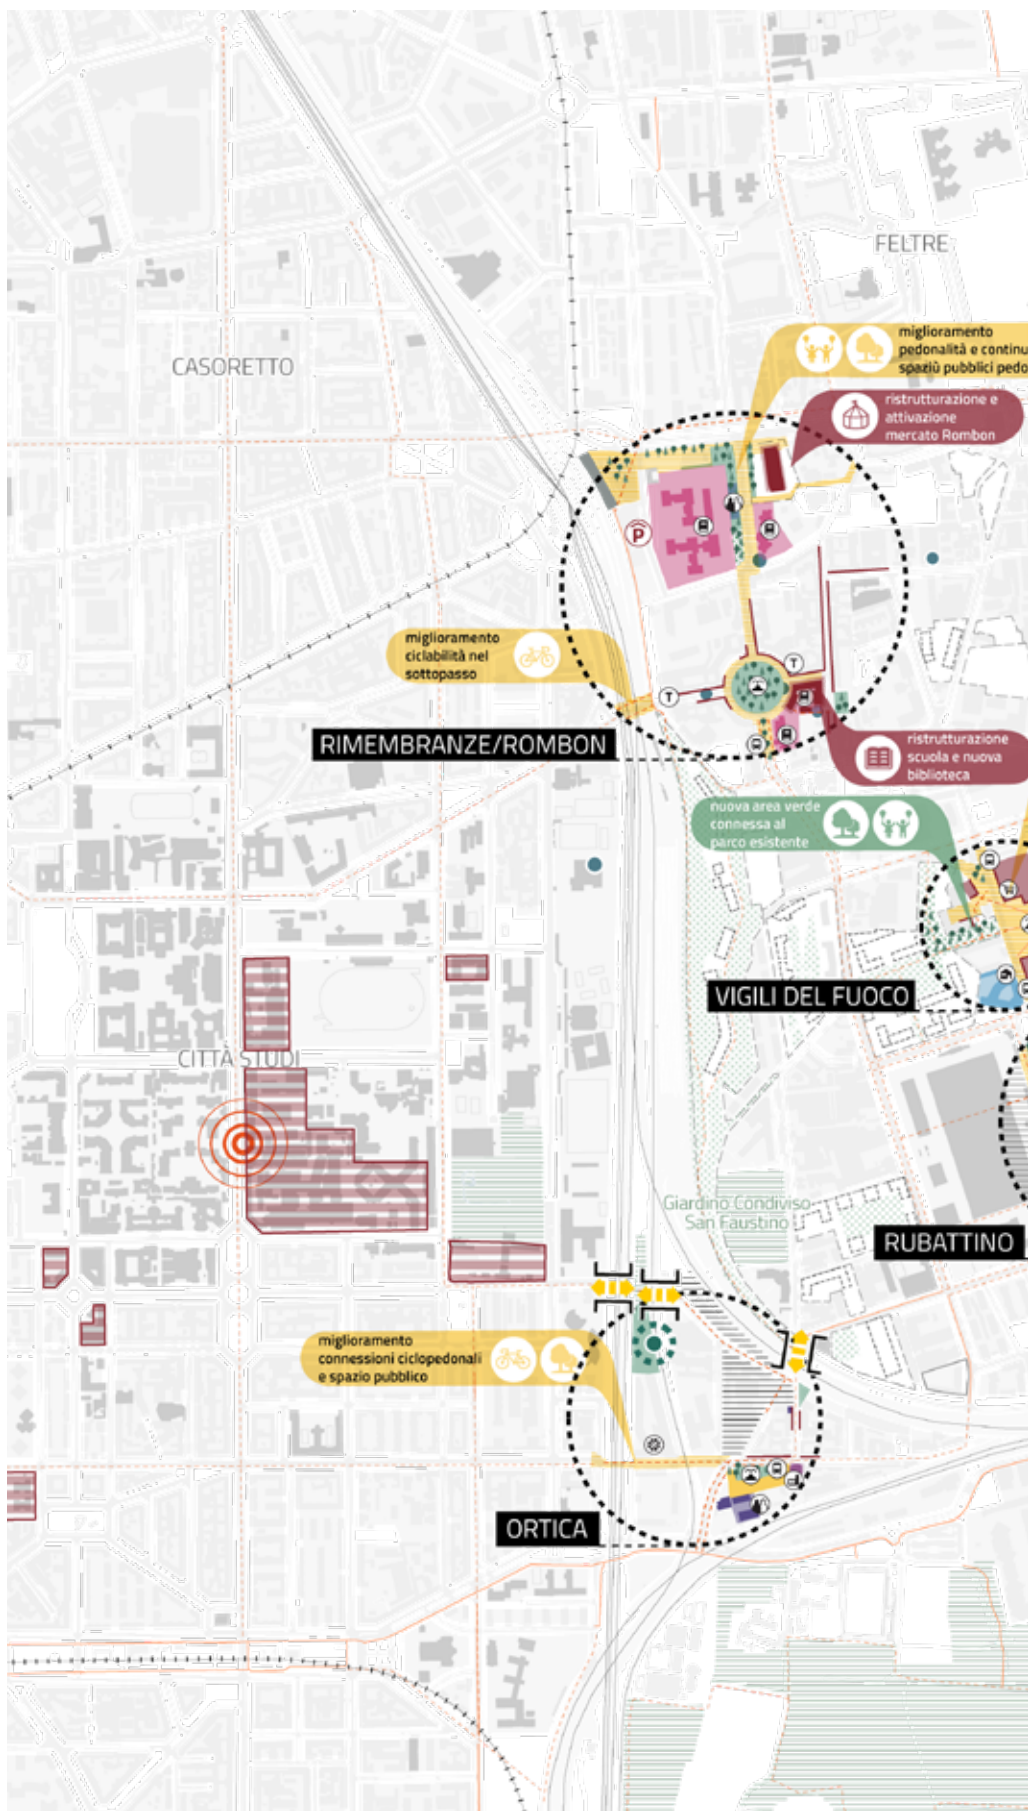 FELTRE
miglioramento
pedonalità e continu
spaziù pubblici pedo
CASORETTO
ristrutturazione e
attivazione
mercato Rombon
P
miglioramento
ciclabilità nel
sottopasso
T
T
RIMEMBRANZE/ROMBON
ristrutturazione
scuola e nuova
biblioteca
nuova area verde
connessa al
parco esistente
VIGILI DEL FUOCO
CITTÀ STUDI
Giardino Condiviso
San Faustino
RUBATTINO
miglioramento
connessioni ciclopedonali
e spazio pubblico
ORTICA